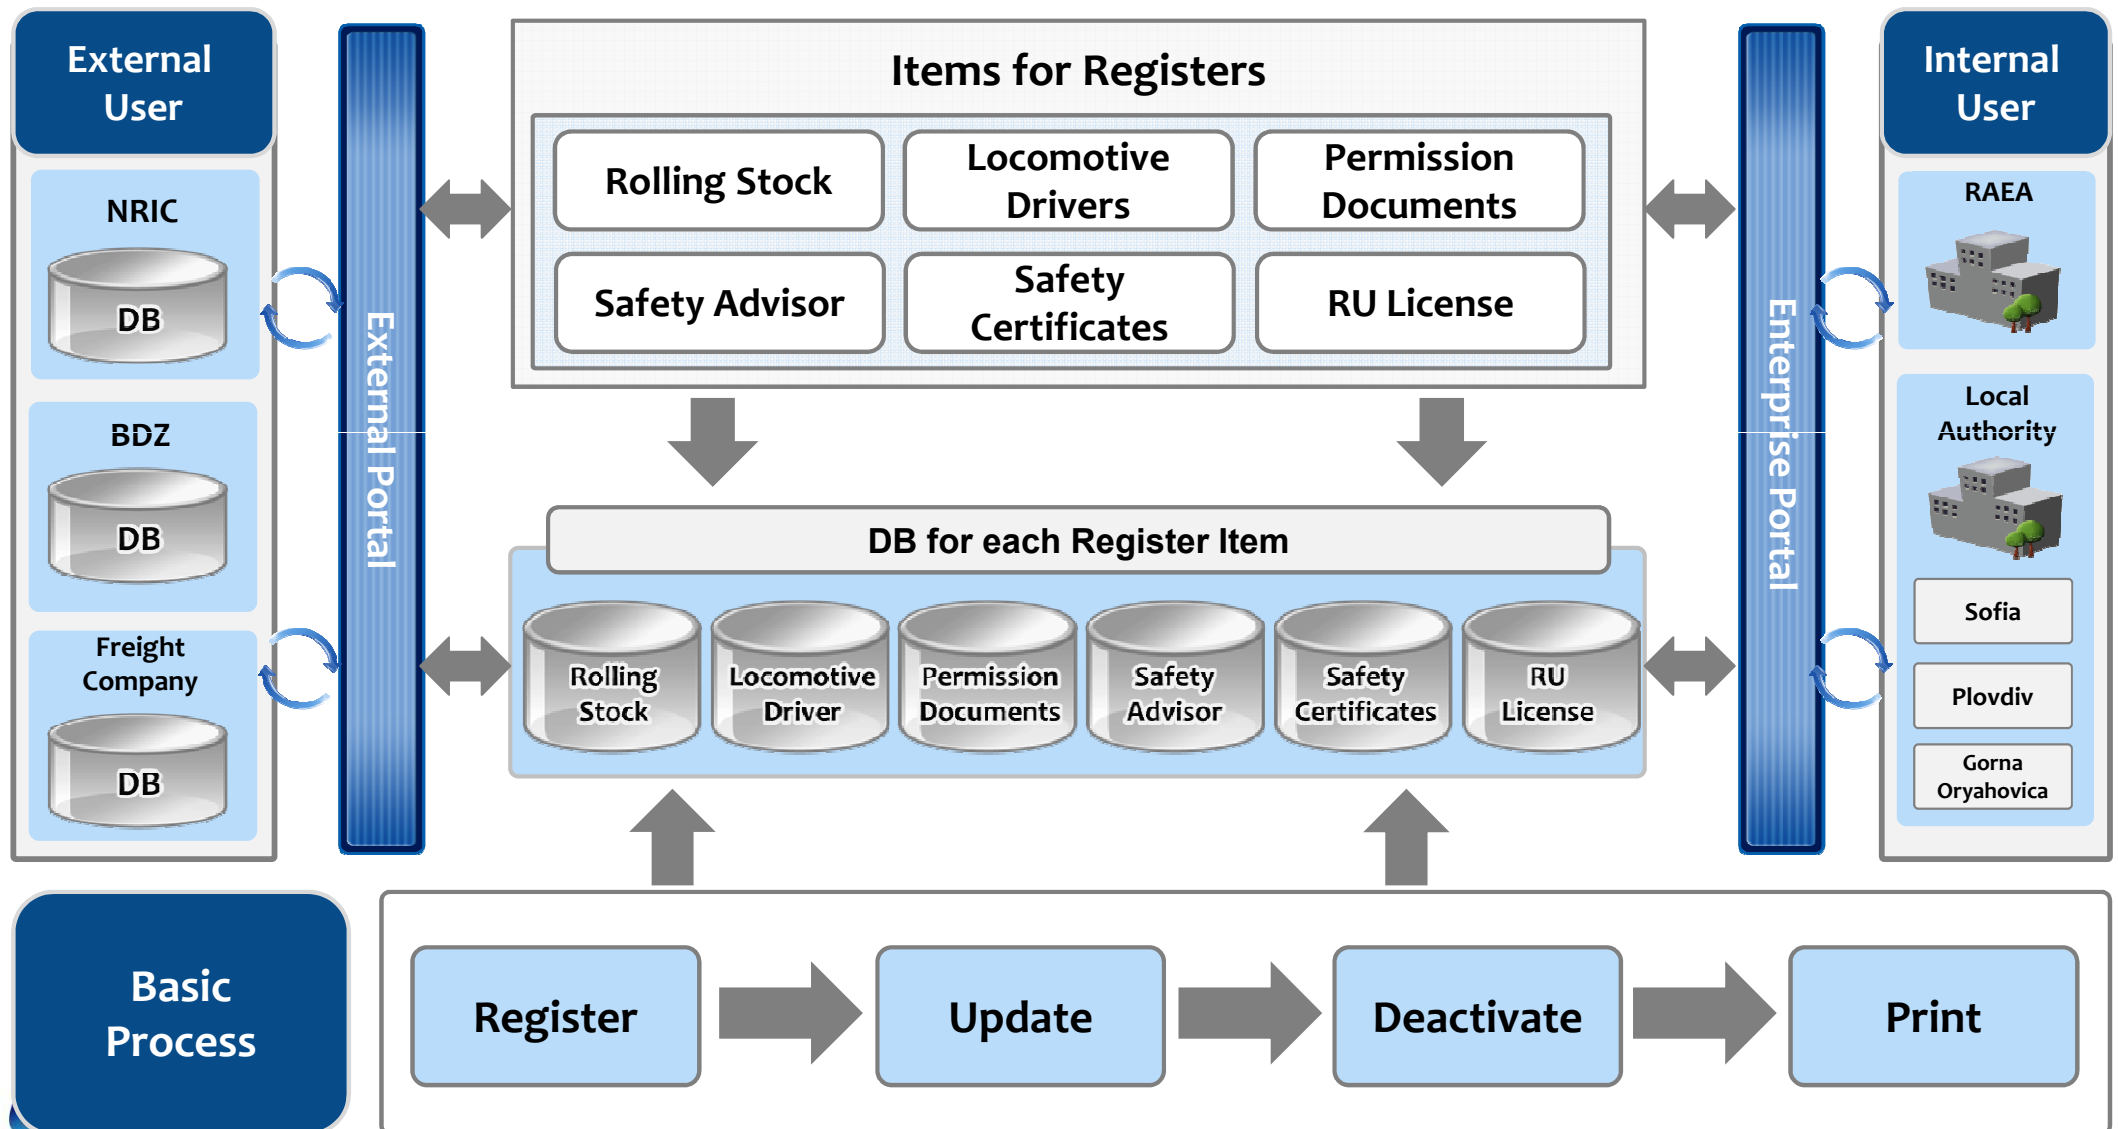 External
User
NRIC
DB
BDZ
DB
Freight
Company
DB
External Portal
Items for Registers
Rolling Stock
Locomotive
Drivers
Permission
Documents
Safety Advisor
Safety
Certificates
RU License
DB for each Register Item
Rolling
Stock
Locomotive
Driver
Permission
Documents
Safety
Advisor
Safety
Certificates
RU
License
Enterprise Portal
Internal
User
RAEA
Local
Authority
Sofia
Plovdiv
Gorna
Oryahovica
Basic
Process
Register
Update
Deactivate
Print